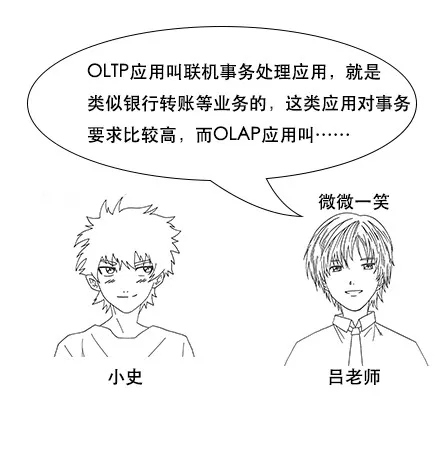 OLTP应用叫联机事务处理应用，就是
类似银行转账等业务的，这类应用对事务
要求比较高，而OLAP应用叫……
微微一笑
小史
吕老师